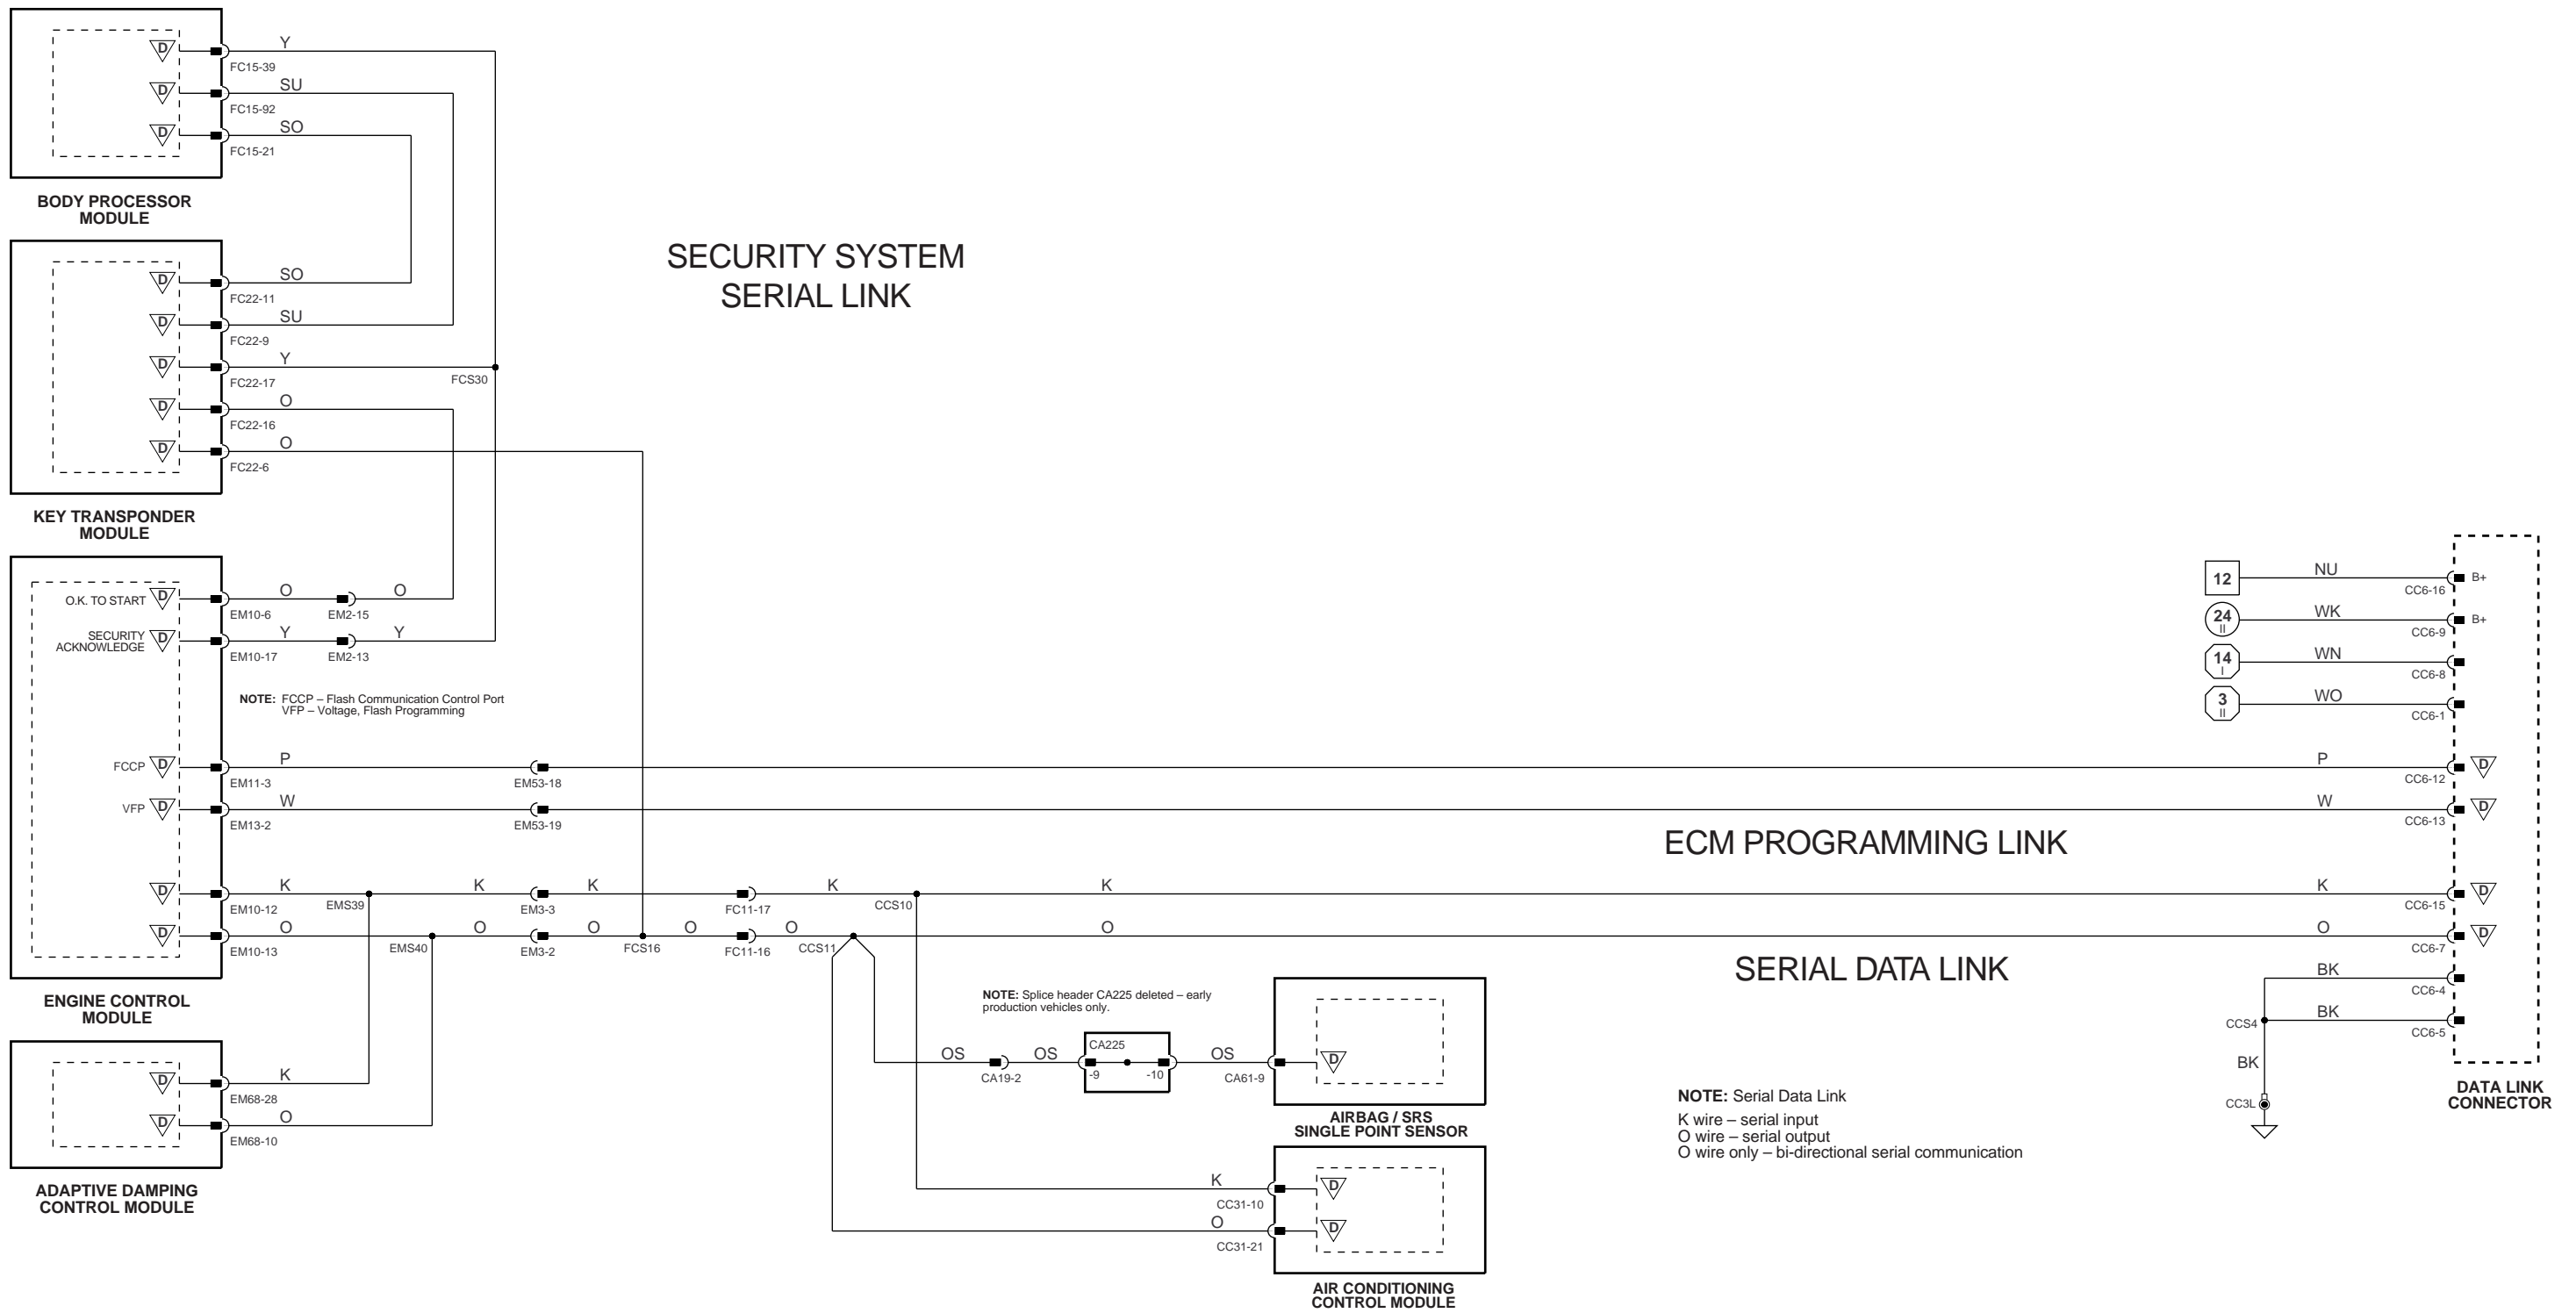 D
Y
FC15-39
D
SU
FC15-92
D
SO
FC15-21
BODY PROCESSOR
MODULE
SECURITY SYSTEM
SERIAL LINK
D
SO
FC22-11
D
SU
FC22-9
D
Y
FC22-17
FCS30
D
O
FC22-16
D
O
FC22-6
KEY TRANSPONDER
MODULE
O.K. TO START
D
O
O
EM10-6
EM2-15
SECURITY
ACKNOWLEDGE
D
Y
Y
EM10-17
EM2-13
NOTE: FCCP – Flash Communication Control Port
VFP – Voltage, Flash Programming
12
NU
CC6-16
B+
24
II
WK
CC6-9
B+
14
I
WN
CC6-8
3
II
WO
CC6-1
FCCP
D
P
EM11-3
EM53-18
P
CC6-12
D
VFP
D
W
EM13-2
EM53-19
W
CC6-13
D
ECM PROGRAMMING LINK
D
K
K
K
K
K
K
EM10-12
EMS39
EM3-3
FC11-17
CCS10
CC6-15
D
D
O
O
O
O
O
O
O
EM10-13
EMS40
EM3-2
FCS16
FC11-16
CCS11
CC6-7
D
SERIAL DATA LINK
BK
CC6-4
BK
CC6-5
CCS4
BK
CC3L
DATA LINK
CONNECTOR
ENGINE CONTROL
MODULE
NOTE: Splice header CA225 deleted – early
production vehicles only.
OS
OS
CA225
OS
CA19-2
-9
-10
CA61-9
D
AIRBAG / SRS
SINGLE POINT SENSOR
D
K
EM68-28
D
O
EM68-10
ADAPTIVE DAMPING
CONTROL MODULE
NOTE: Serial Data Link
K wire – serial input
O wire – serial output
O wire only – bi-directional serial communication
K
CC31-10
D
O
CC31-21
D
AIR CONDITIONING
CONTROL MODULE